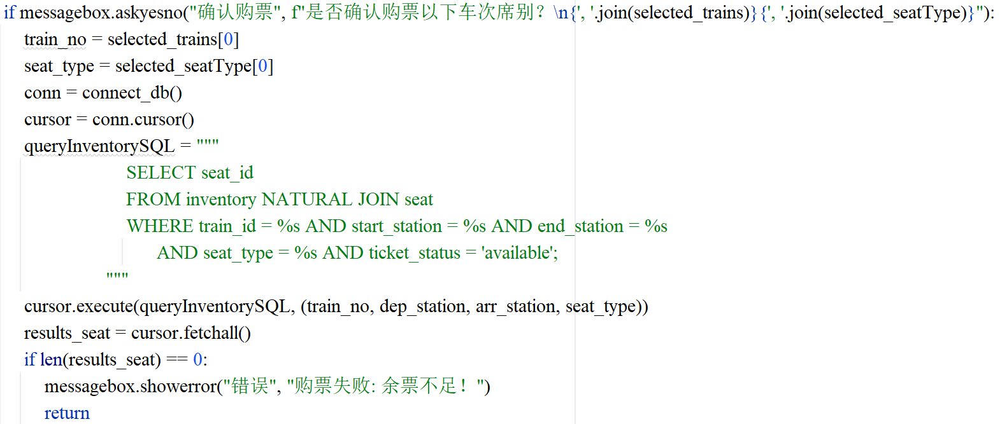 if messagebox.askyesno("确认购票", f"是否确认购票以下车次席别？\n{', '.join(selected_trains)}{', '.join(selected_seatType)}"):
train_no = selected_trains[0]
seat_type = selected_seatType[0]
conn = connect_db()
cursor = conn.cursor()
queryInventorySQL = """
SELECT seat_id
FROM inventory NATURAL JOIN seat
WHERE train_id = %s AND start_station = %s AND end_station = %s
AND seat_type = %s AND ticket_status = 'available';
"""
cursor.execute(queryInventorySQL, (train_no, dep_station, arr_station, seat_type))
results_seat = cursor.fetchall()
if len(results_seat) == 0:
messagebox.showerror("错误", "购票失败: 余票不足！")
return